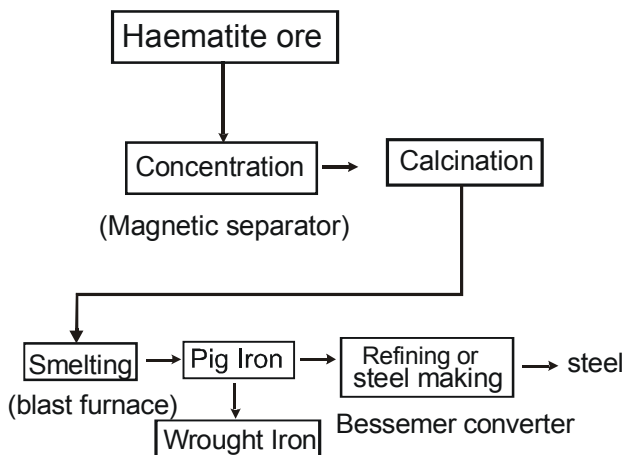 Haematite ore
Concentration
Calcination
(Magnetic separator)
Smelting
Pig Iron
Refining or
steel making
steel
(blast furnace)
Bessemer converter
Wrought Iron